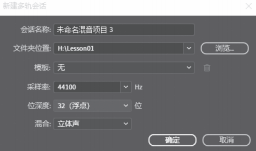 新建多轨会话
会话名称: 未命名混音项目 3
文件夹位置: H:\Lesson01 浏览...
模板: 无
采样率: 44100 Hz
位深度: 32 (浮点) 位
混合: 立体声
确定 取消